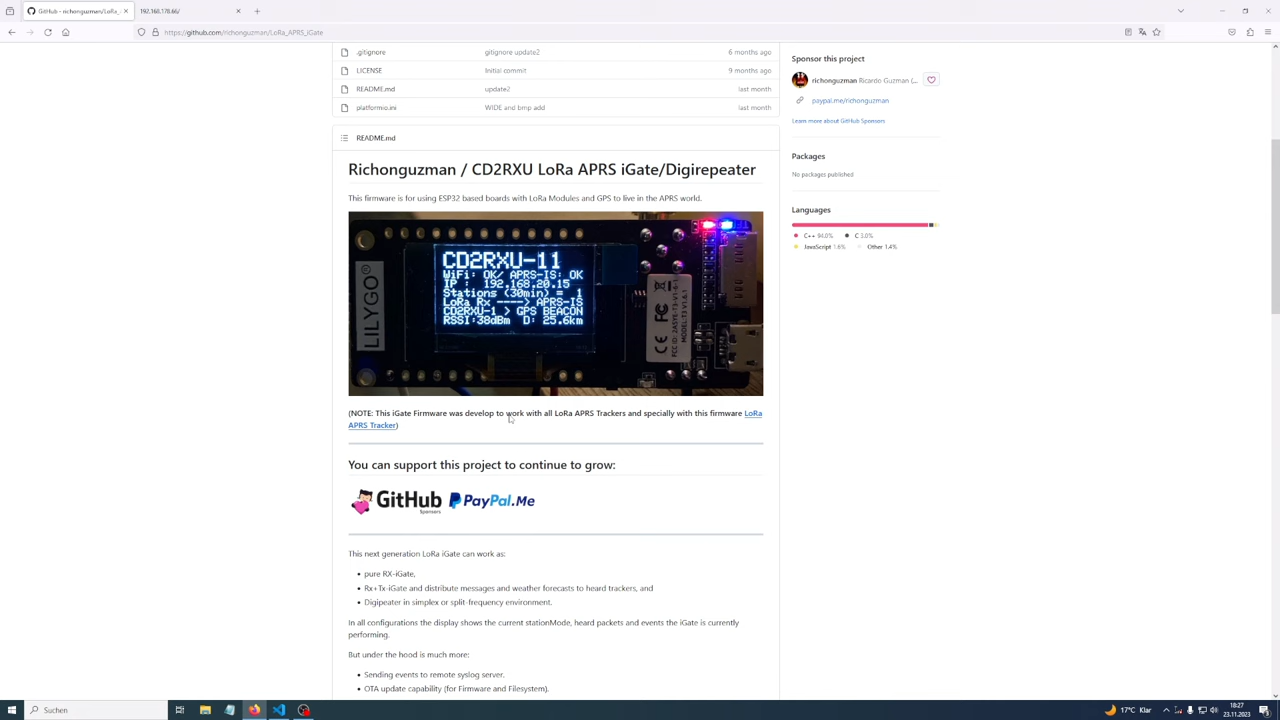 GitHub - richonguzman/LoRa_
192.168.178.66/
https://github.com/richonguzman/LoRa_APRS_iGate
.gitignore gitignore update2 6 months ago
LICENSE Initial commit 9 months ago
README.md update2 last month
platformio.ini WIDE and bmp add last month
README.md
Richonguzman / CD2RXU LoRa APRS iGate/Digirepeater
This firmware is for using ESP32 based boards with LoRa Modules and GPS to live in the APRS world.
LILYGO
CD2RXU-11
WiFi: OK/ APRS-IS: OK
IP : 192.168.20.15
Stations (30min) = 1
LoRa Rx ----> APRS-IS
CD2RXU-1 > GPS BEACON
RSSI:38dBm D: 25.6km
(NOTE: This iGate Firmware was develop to work with all LoRa APRS Trackers and specially with this firmware LoRa
APRS Tracker)
You can support this project to continue to grow:
GitHub
Sponsors
PayPal.Me
This next generation LoRa iGate can work as:
• pure RX-iGate,
• Rx+Tx-iGate and distribute messages and weather forecasts to heard trackers, and
• Digipeater in simplex or split-frequency environment.
In all configurations the display shows the current stationMode, heard packets and events the iGate is currently
performing.
But under the hood is much more:
• Sending events to remote syslog server.
• OTA update capability (for Firmware and Filesystem).
Sponsor this project
richonguzman Ricardo Guzman (...
paypal.me/richonguzman
Learn more about GitHub Sponsors
Packages
No packages published
Languages
C++ 94.0% C 3.0%
JavaScript 1.6% Other 1.4%
Suchen
17°C Klar
18:27
23.11.2023